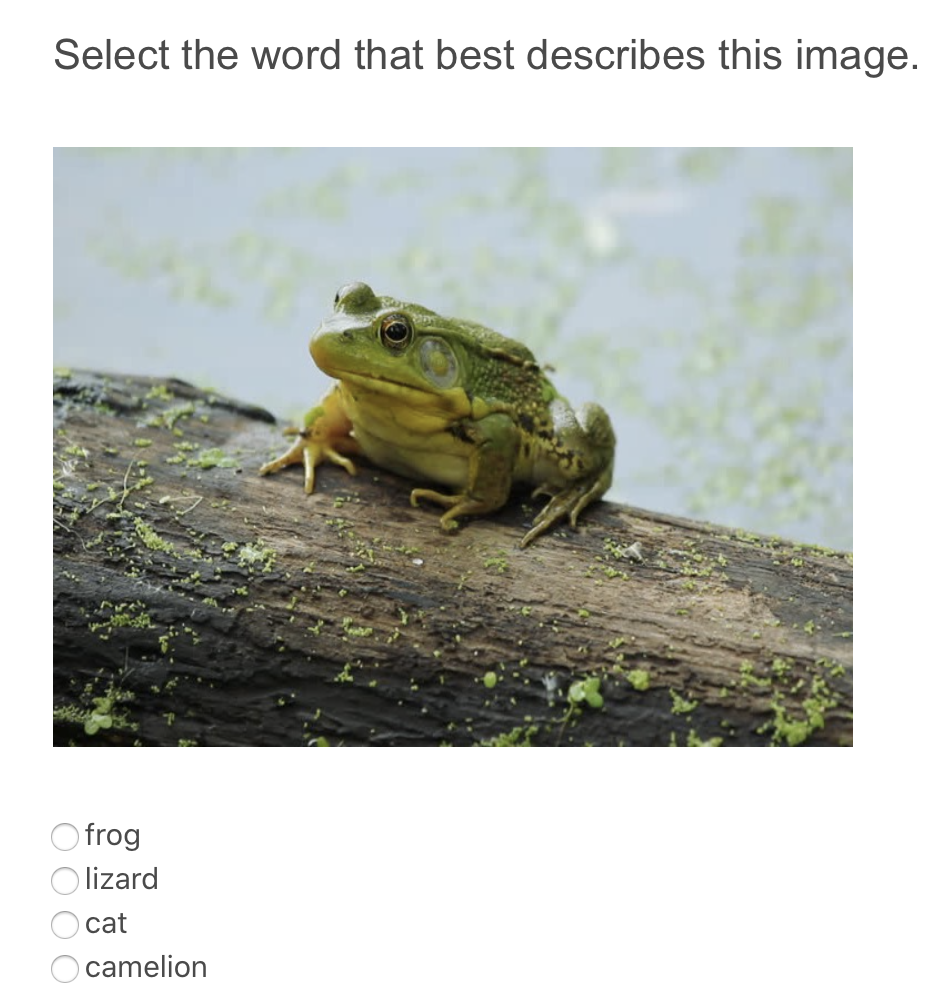 Select the word that best describes this image.
frog
lizard
cat
camelion